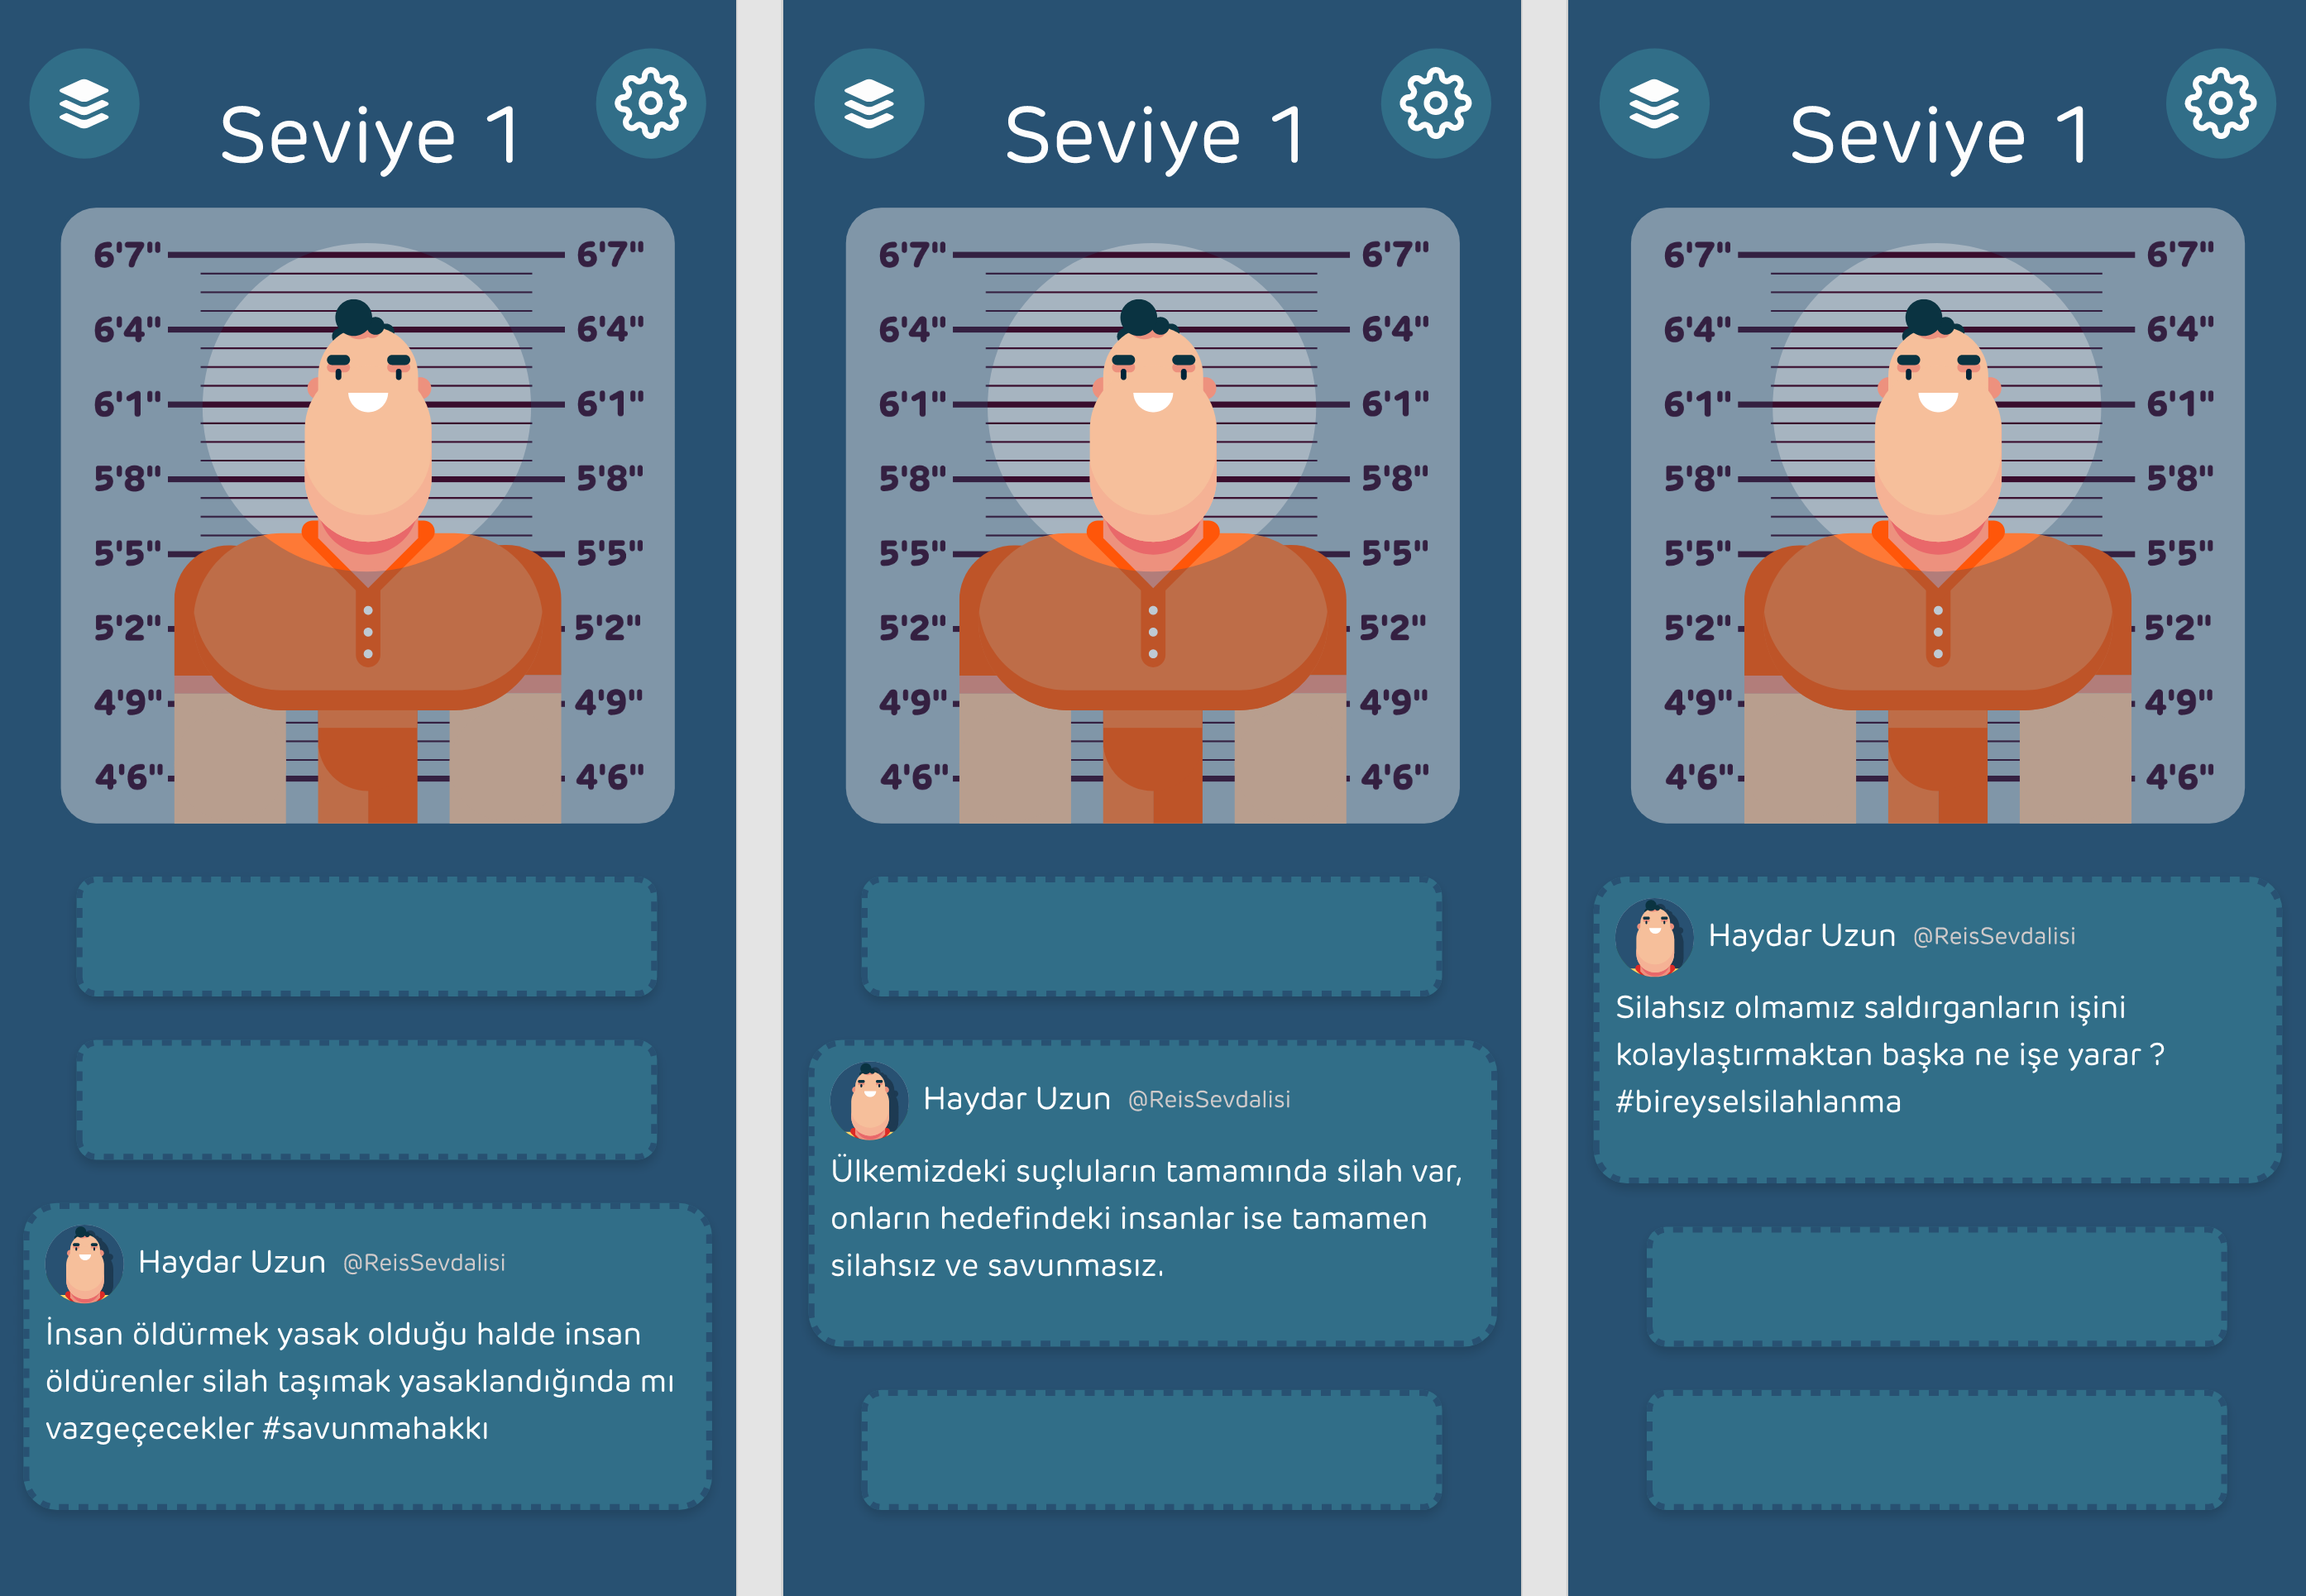 Seviye 1
6'7" 6'7"
6'4" 6'4"
6'1" 6'1"
5'8" 5'8"
5'5" 5'5"
5'2" 5'2"
4'9" 4'9"
4'6" 4'6"
Haydar Uzun @ReisSevdalisi
İnsan öldürmek yasak olduğu halde insan
öldürenler silah taşımak yasaklandığında mı
vazgeçecekler #savunmahakkı
Seviye 1
6'7" 6'7"
6'4" 6'4"
6'1" 6'1"
5'8" 5'8"
5'5" 5'5"
5'2" 5'2"
4'9" 4'9"
4'6" 4'6"
Haydar Uzun @ReisSevdalisi
Ülkemizdeki suçluların tamamında silah var,
onların hedefindeki insanlar ise tamamen
silahsız ve savunmasız.
Seviye 1
6'7" 6'7"
6'4" 6'4"
6'1" 6'1"
5'8" 5'8"
5'5" 5'5"
5'2" 5'2"
4'9" 4'9"
4'6" 4'6"
Haydar Uzun @ReisSevdalisi
Silahsız olmamız saldırganların işini
kolaylaştırmaktan başka ne işe yarar ?
#bireyselsilahlanma